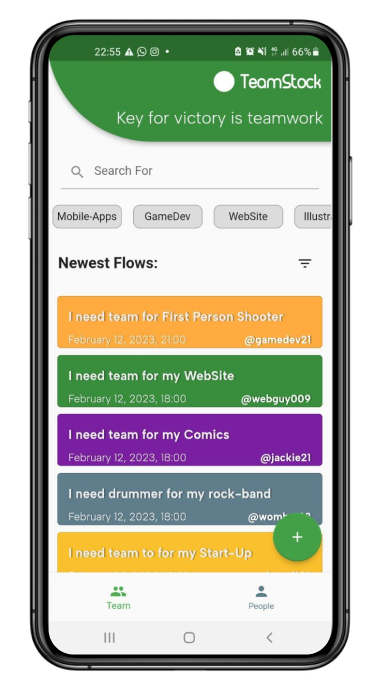 22:55
66%
TeamStock
Key for victory is teamwork
Search For
Mobile-Apps GameDev WebSite Illustr
Newest Flows:
I need team for First Person Shooter
February 12, 2023, 21:00 @gamedev21
I need team for my WebSite
February 12, 2023, 18:00 @webguy009
I need team for my Comics
February 12, 2023, 18:00 @jackie21
I need drummer for my rock-band
February 12, 2023, 18:00
+
I need team to for my Start-Up
Team People